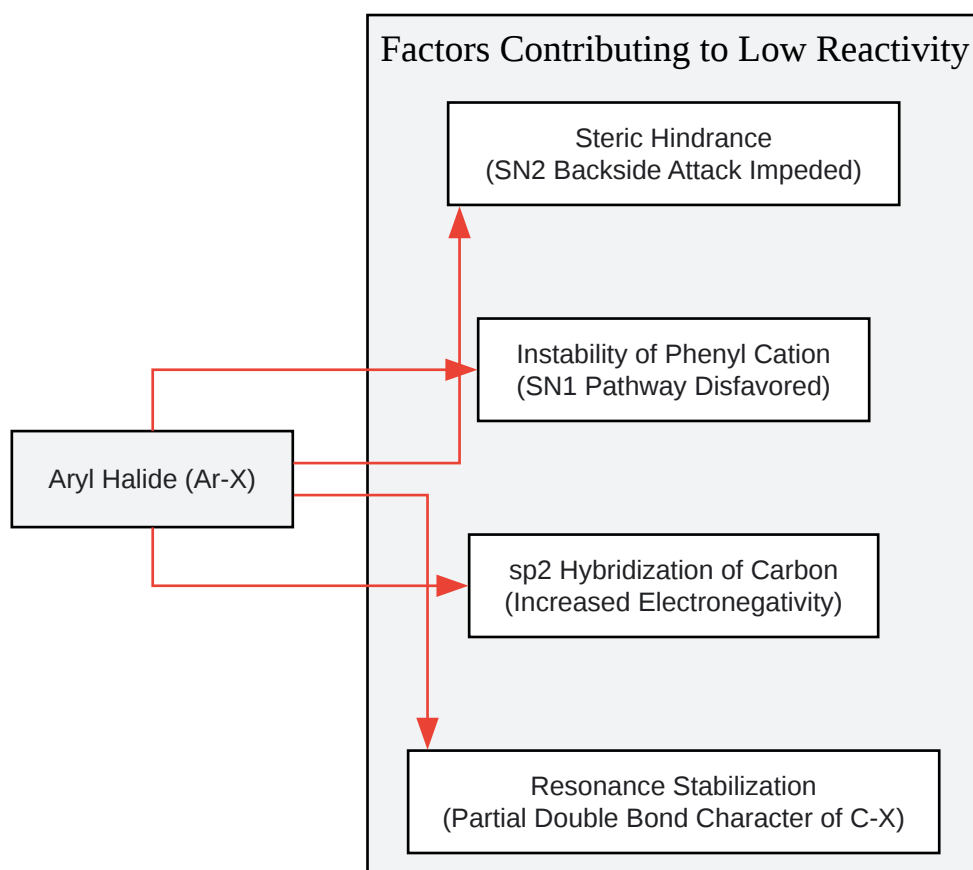 Factors Contributing to Low Reactivity
Steric Hindrance
(SN2 Backside Attack Impeded)
Instability of Phenyl Cation
(SN1 Pathway Disfavored)
Aryl Halide (Ar-X)
sp2 Hybridization of Carbon
(Increased Electronegativity)
Resonance Stabilization
(Partial Double Bond Character of C-X)